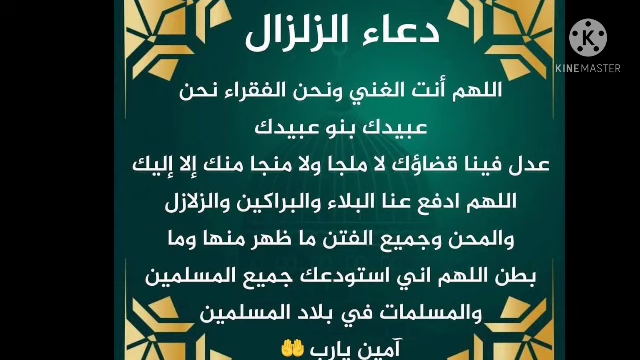 دعاء الزلزال
KINEMASTER
اللهم أنت الغني ونحن الفقراء نحن
عبيدك بنو عبيدك
عدل فينا قضاؤك لا ملجا ولا منجا منك إلا إليك
اللهم ادفع عنا البلاء والبراكين والزلازل
والمحن وجميع الفتن ما ظهر منها وما
بطن اللهم اني استودعك جميع المسلمين
والمسلمات في بلاد المسلمين
آمين يارب 🤲